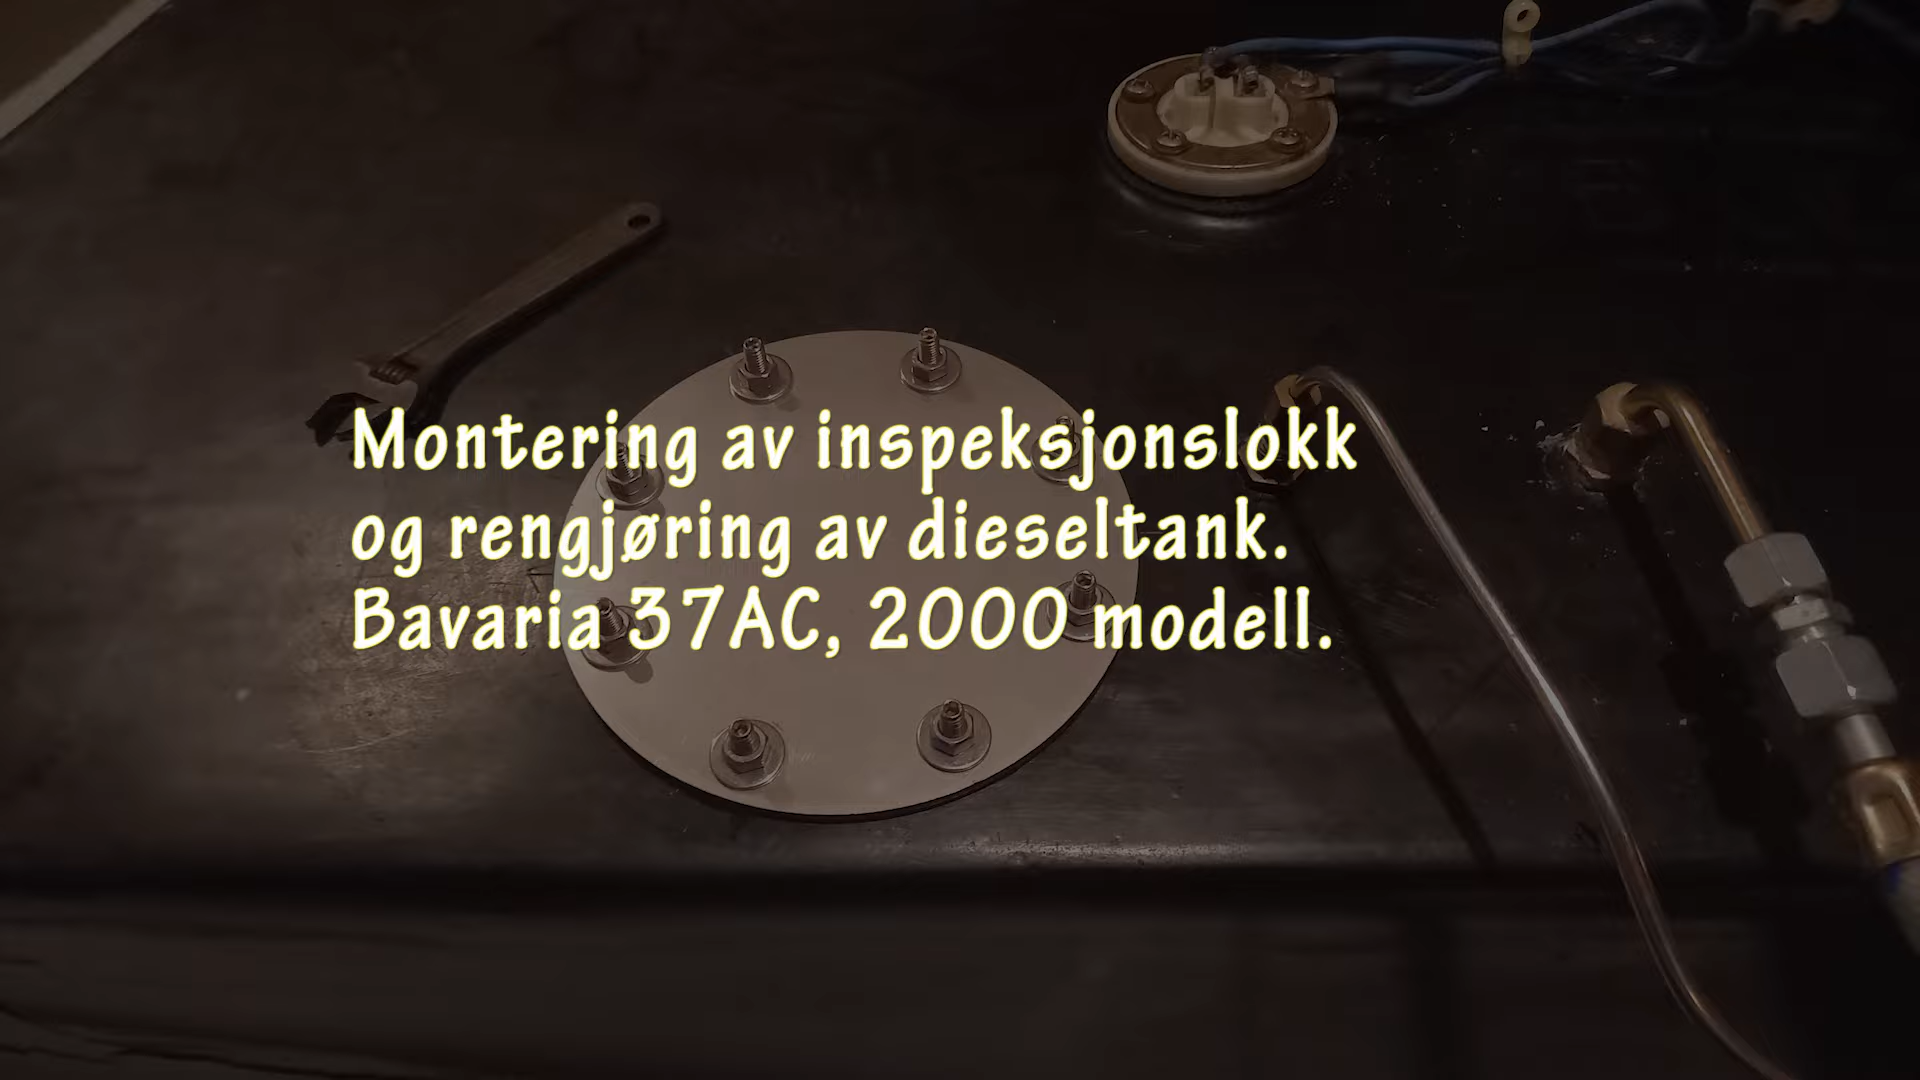 Montering av inspeksjonslokk
og rengjøring av dieseltank.
Bavaria 37AC, 2000 modell.